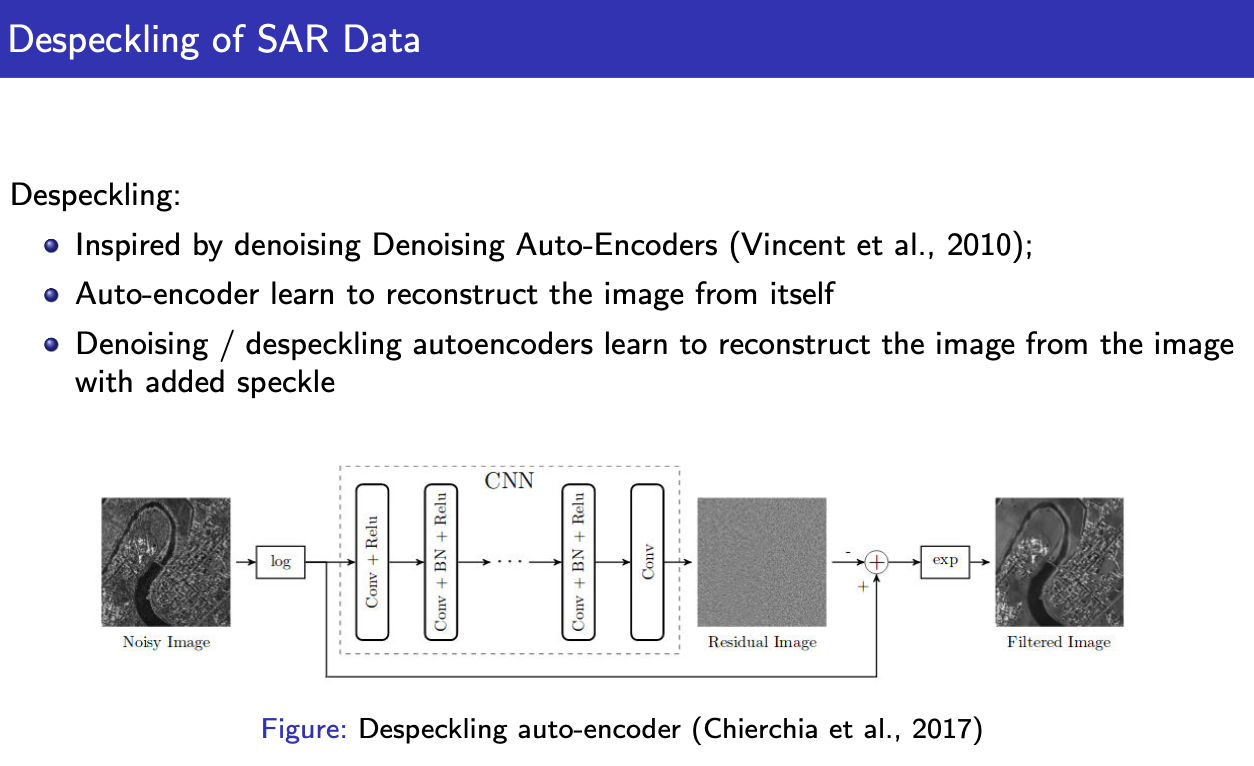 Despeckling of SAR Data
Despeckling:
Inspired by denoising Denoising Auto-Encoders (Vincent et al., 2010);
Auto-encoder learn to reconstruct the image from itself
Denoising / despeckling autoencoders learn to reconstruct the image from the image
with added speckle
CNN
Noisy Image
log
Conv + Relu
Conv + BN + Relu
· · ·
Conv + BN + Relu
Conv
Residual Image
-
+
+
exp
Filtered Image
Figure: Despeckling auto-encoder (Chierchia et al., 2017)